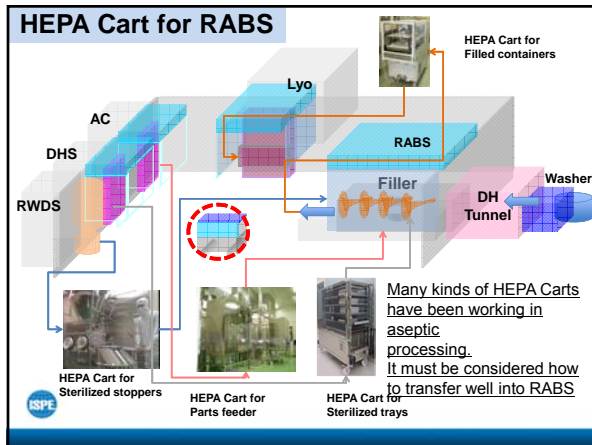 HEPA Cart for RABS
HEPA Cart for
Filled containers
Lyo
AC
RABS
DHS
Filler
Washer
RWDS
DH
Tunnel
Many kinds of HEPA Carts
have been working in
aseptic
processing.
It must be considered how
to transfer well into RABS
HEPA Cart for
Sterilized stoppers
HEPA Cart for
Parts feeder
HEPA Cart for
Sterilized trays
ISPE